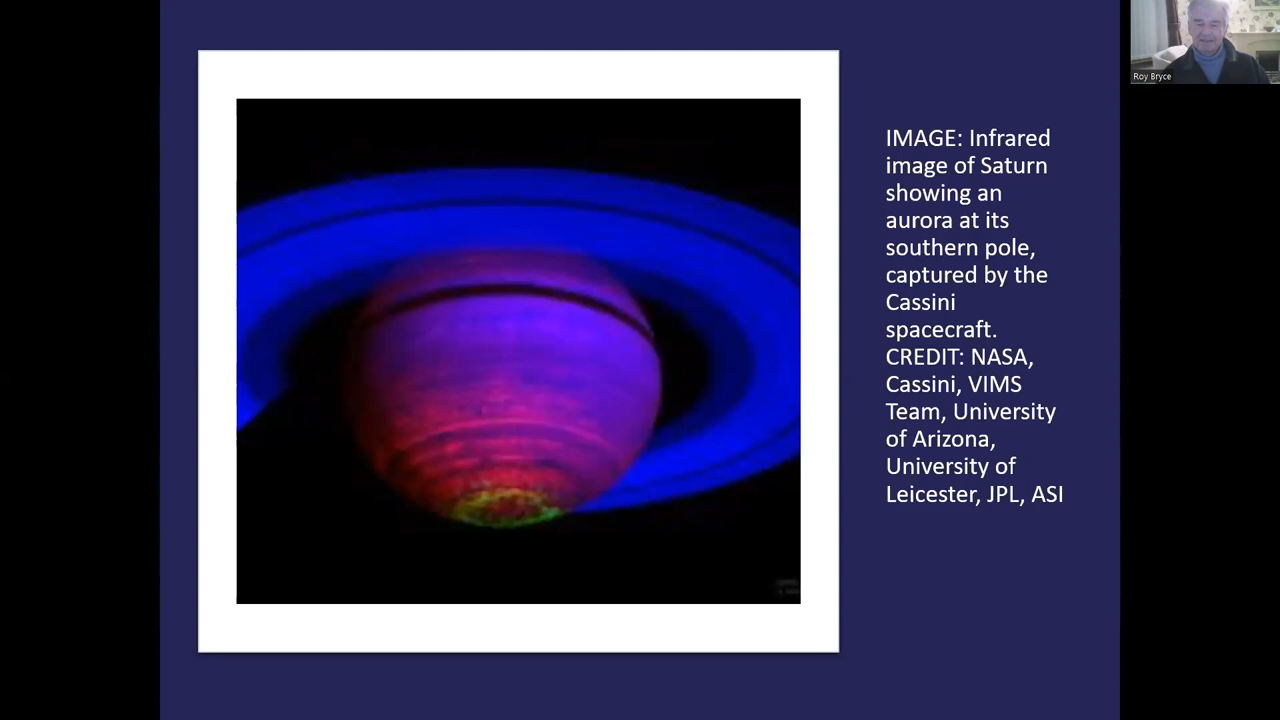 IMAGE: Infrared
image of Saturn
showing an
aurora at its
southern pole,
captured by the
Cassini
spacecraft.
CREDIT: NASA,
Cassini, VIMS
Team, University
of Arizona,
University of
Leicester, JPL, ASI
Roy Bryce